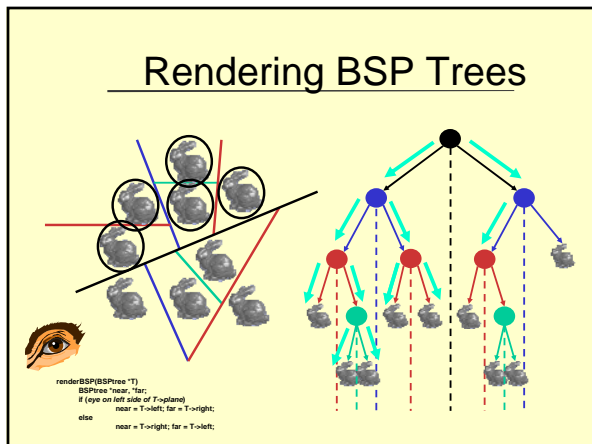 Rendering BSP Trees
renderBSP(BSPtree *T)
BSPtree *near, *far;
if (eye on left side of T->plane)
near = T->left; far = T->right;
else
near = T->right; far = T->left;